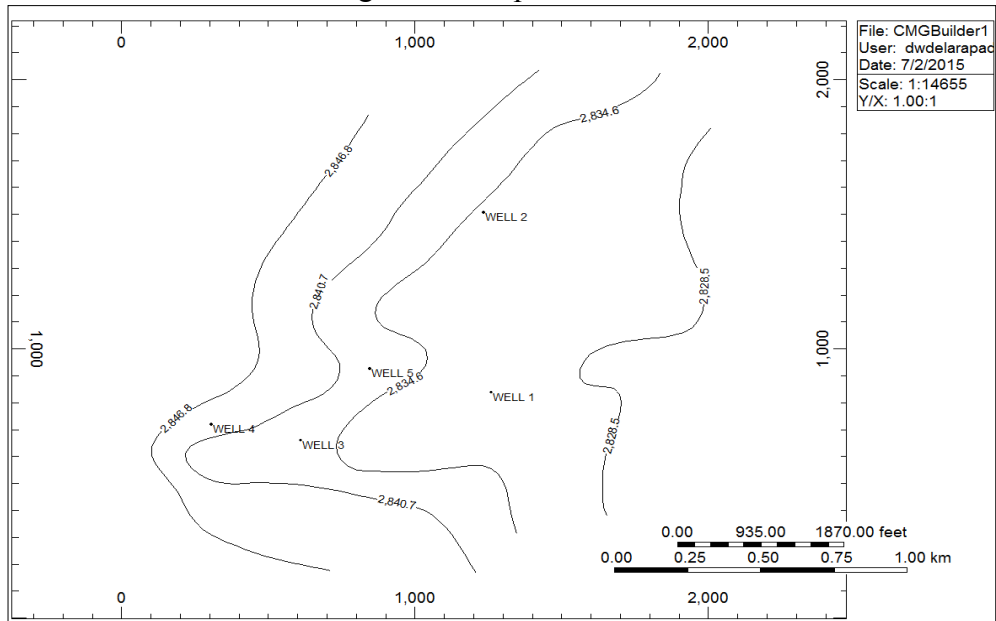 0 1,000 2,000
File: CMGBuilder1
User: dwdelarapad
Date: 7/2/2015
Scale: 1:14655
Y/X: 1.00:1
2,000
2,834.6
2,846.8
WELL 2
2,840.7
2,828.5
1,000
1,000
WELL 5
2,834.6
WELL 1
2,846.8
WELL 4
WELL 3
2,828.5
2,840.7
0.00 935.00 1870.00 feet
0.00 0.25 0.50 0.75 1.00 km
0 1,000 2,000